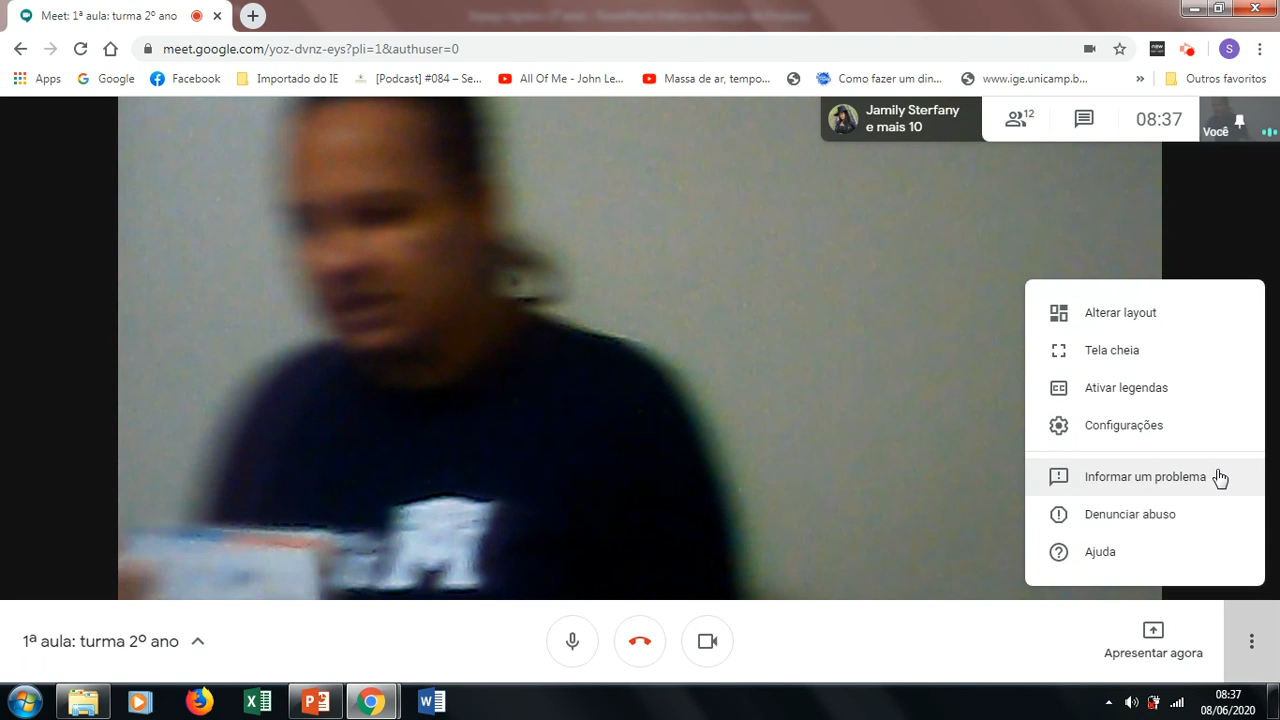 Meet: 1ª aula: turma 2º ano
meet.google.com/yoz-dvnz-eys?pli=1&authuser=0
S
Apps
Google
Facebook
Importado do IE
[Podcast] #084 – Se...
All Of Me - John Le...
Massa de ar, tempo...
Como fazer um din...
www.ige.unicamp.b...
»
Outros favoritos
Jamily Sterfany
e mais 10
12
08:37
Você
Alterar layout
Tela cheia
CC
Ativar legendas
Configurações
Informar um problema
Denunciar abuso
Ajuda
1ª aula: turma 2º ano
Apresentar agora
08:37
08/06/2020